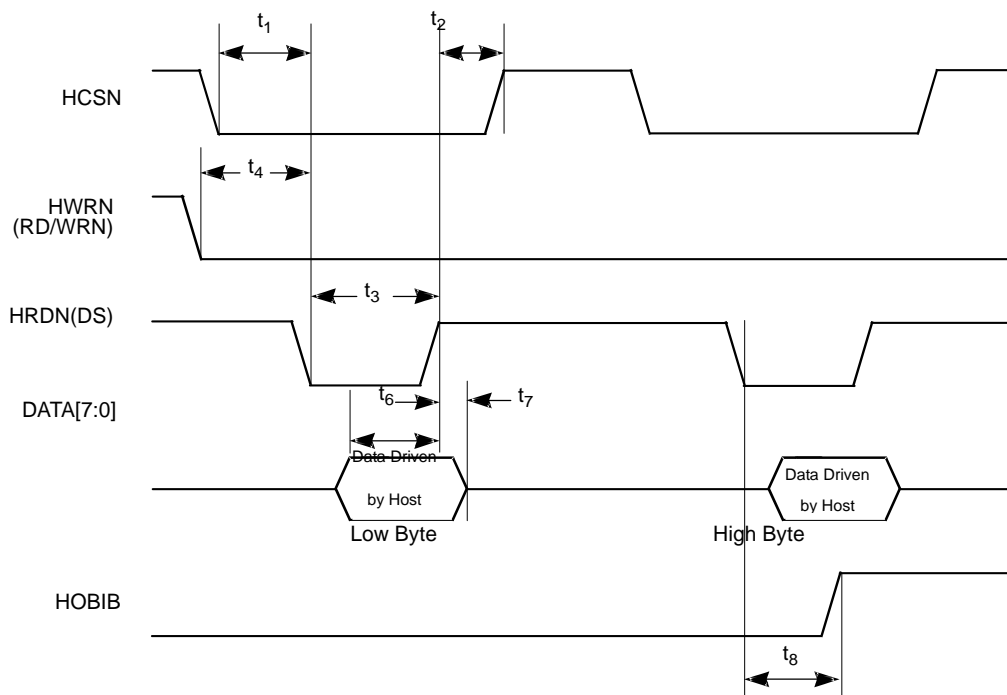 t1
t2
HCSN
t4
HWRN
(RD/WRN)
t3
HRDN(DS)
t6
t7
DATA[7:0]
Data Driven
by Host
Low Byte
Data Driven
by Host
High Byte
HOBIB
t8